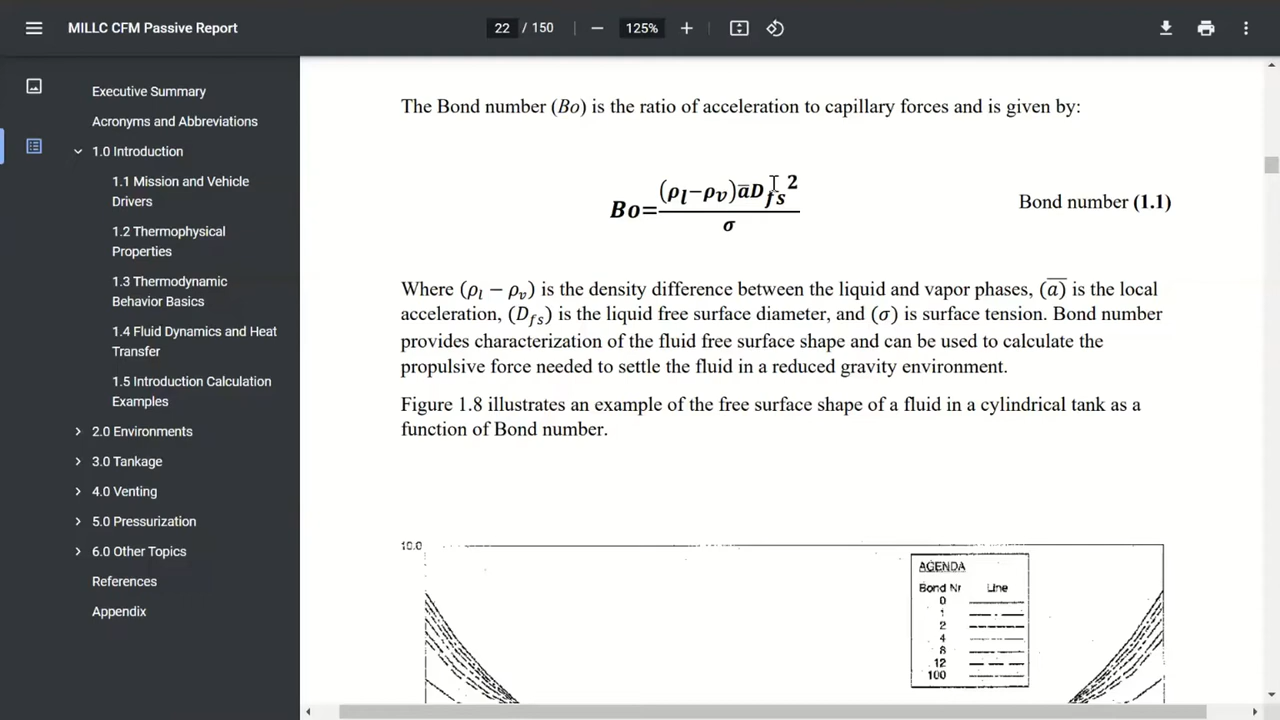 MILLC CFM Passive Report
22 / 150
125%
Executive Summary
Acronyms and Abbreviations
1.0 Introduction
1.1 Mission and Vehicle
Drivers
1.2 Thermophysical
Properties
1.3 Thermodynamic
Behavior Basics
1.4 Fluid Dynamics and Heat
Transfer
1.5 Introduction Calculation
Examples
2.0 Environments
3.0 Tankage
4.0 Venting
5.0 Pressurization
6.0 Other Topics
References
Appendix
The Bond number (Bo) is the ratio of acceleration to capillary forces and is given by:
Bo=(ρl−ρv)āDfs²/σ
Bond number (1.1)
Where (ρl − ρv) is the density difference between the liquid and vapor phases, (a̅) is the local
acceleration, (Dfs) is the liquid free surface diameter, and (σ) is surface tension. Bond number
provides characterization of the fluid free surface shape and can be used to calculate the
propulsive force needed to settle the fluid in a reduced gravity environment.
Figure 1.8 illustrates an example of the free surface shape of a fluid in a cylindrical tank as a
function of Bond number.
10.0
AGENDA
Bond Nr Line
0
1
2
4
8
12
100